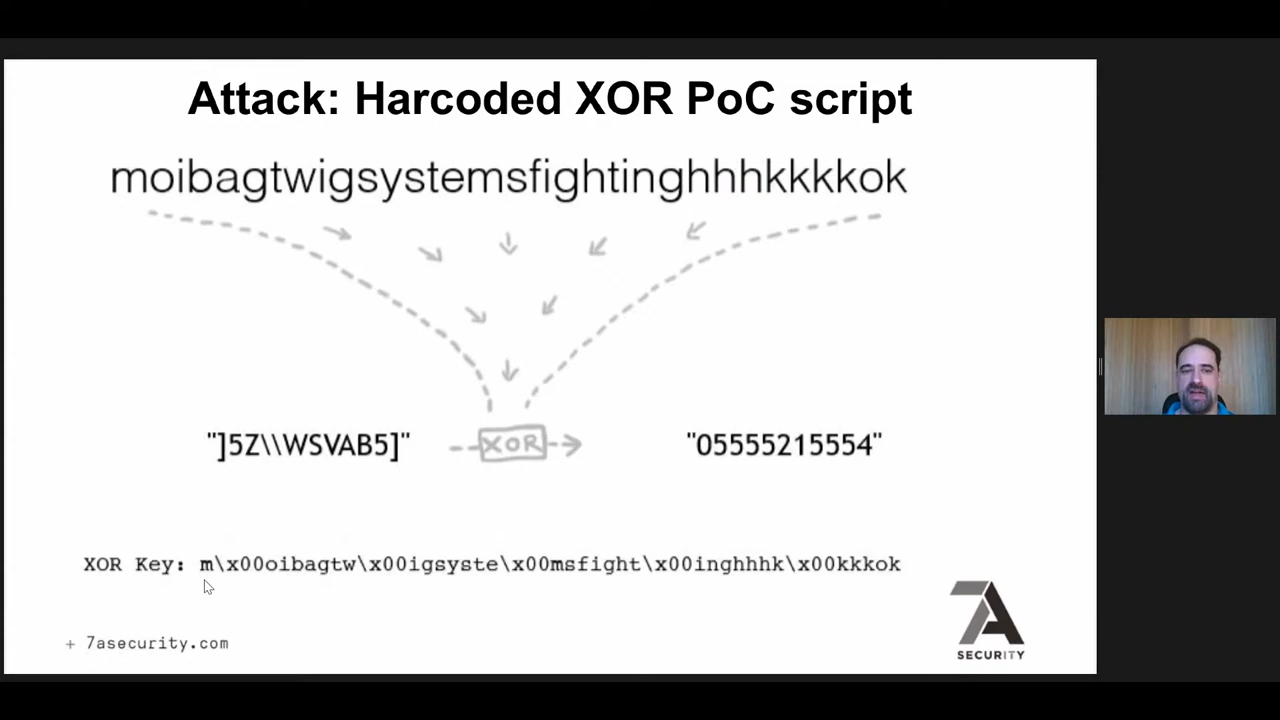 Attack: Harcoded XOR PoC script
moibagtwigsystemsfightinghhhkkkkok
"]5Z\\WSVAB5]" XOR "05555215554"
XOR Key: m\x00oibagtw\x00igsyste\x00msfight\x00inghhhk\x00kkkok
+ 7asecurity.com
7A
SECURITY